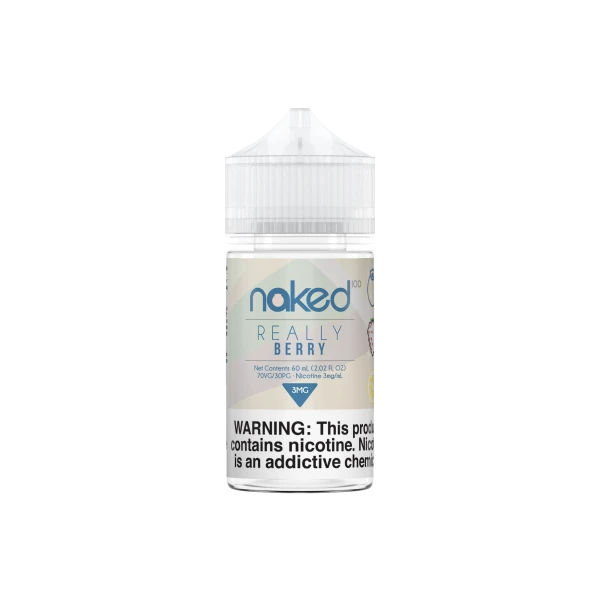 naked 100
REALLY
BERRY
Net Contents 60 mL (2.02 fl. OZ)
70VG/30PG · Nicotine 3mg/mL
3MG
WARNING: This produ
contains nicotine. Nico
is an addictive chemic